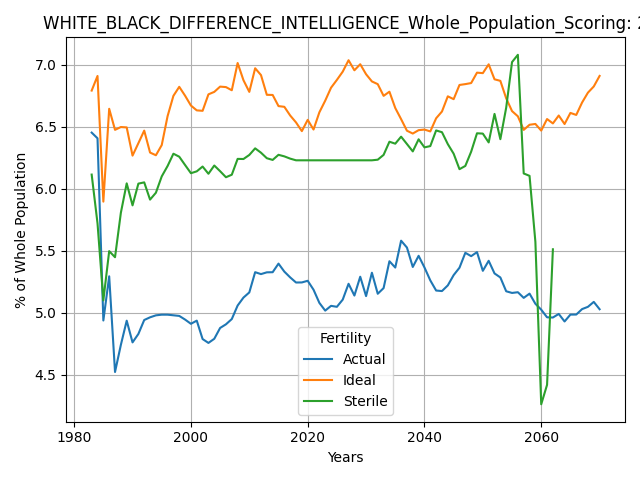 WHITE_BLACK_DIFFERENCE_INTELLIGENCE_Whole_Population_Scoring:
% of Whole Population
7.0
6.5
6.0
5.5
5.0
4.5
Fertility
Actual
Ideal
Sterile
1980 2000 2020 2040 2060
Years